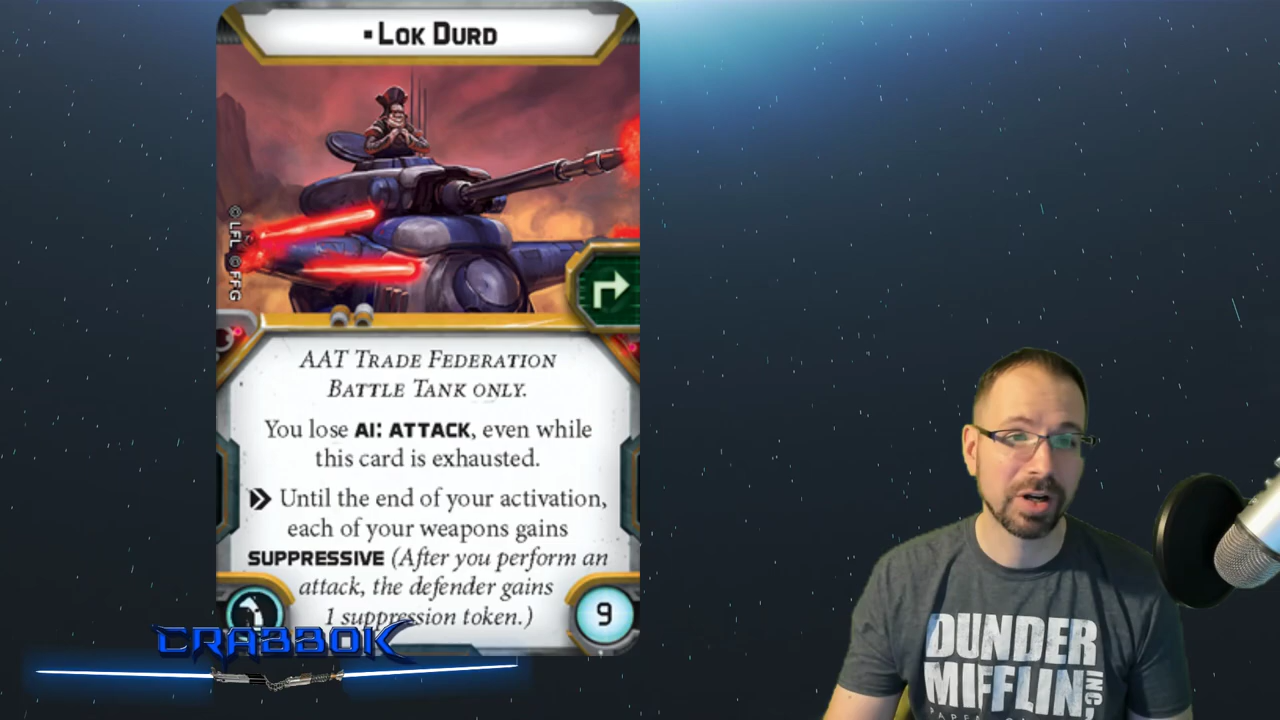 ▪Lok Durd
©LFL ©FFG
AAT Trade Federation
Battle Tank only.
You lose AI: Attack, even while
this card is exhausted.
Until the end of your activation,
each of your weapons gains
Suppressive (After you perform an
attack, the defender gains
1 suppression token.)
9
CRABBOK
DUNDER
MIFFLIN INC,